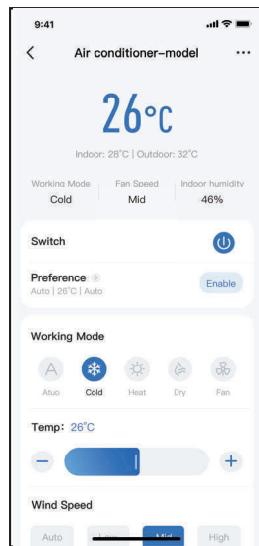 9:41
Air conditioner-model
26°C
Indoor: 28°C | Outdoor: 32°C
Working Mode Fan Speed Indoor humidity
Cold Mid 46%
Switch
Preference
Auto | 26°C | Auto
Enable
Working Mode
A
Atuo Cold Heat Dry Fan
Temp: 26°C
Wind Speed
Auto Low Mid High